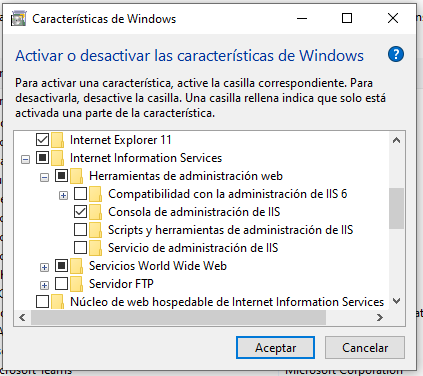 Características de Windows
Activar o desactivar las características de Windows
?
Para activar una característica, active la casilla correspondiente. Para
desactivarla, desactive la casilla. Una casilla rellena indica que solo está
activada una parte de la característica.
Internet Explorer 11
Internet Information Services
Herramientas de administración web
Compatibilidad con la administración de IIS 6
Consola de administración de IIS
Scripts y herramientas de administración de IIS
Servicio de administración de IIS
Servicios World Wide Web
Servidor FTP
Núcleo de web hospedable de Internet Information Services
Aceptar
Cancelar
Microsoft Corporation